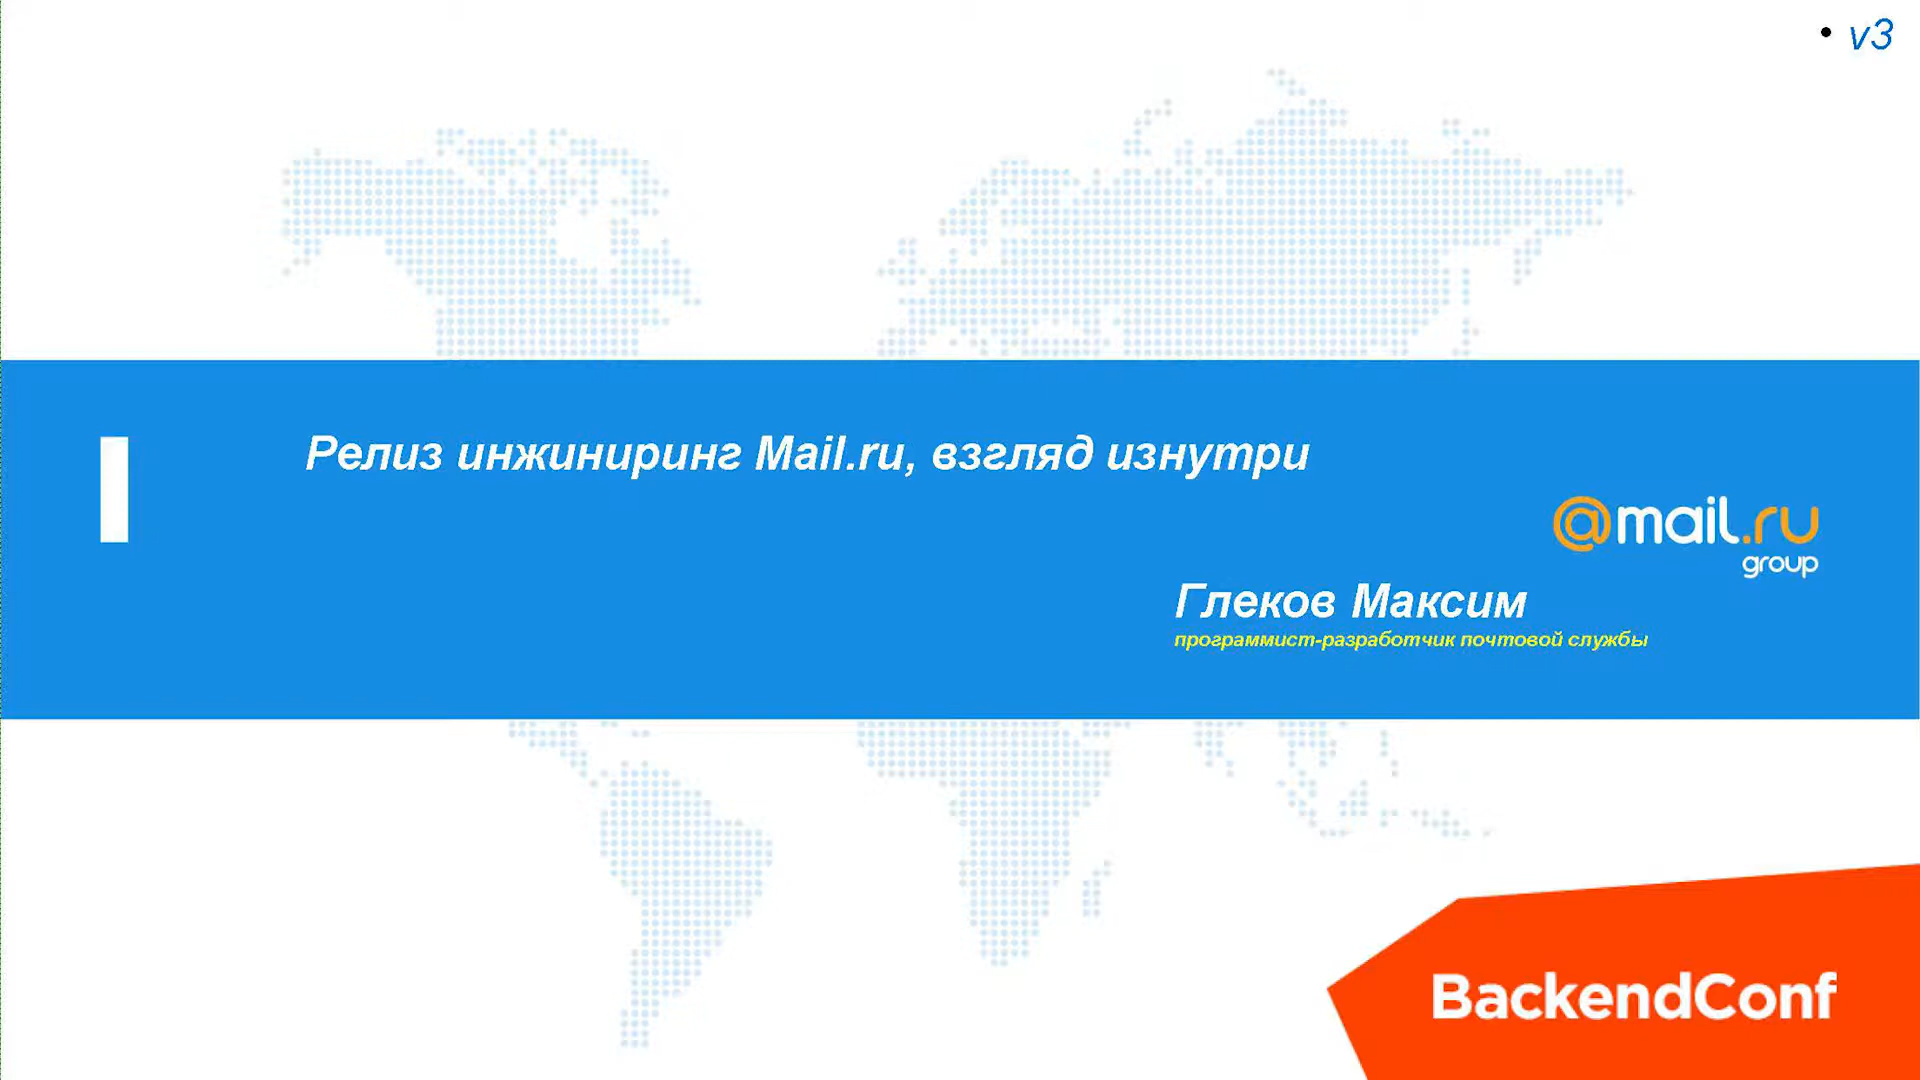 • v3
Релиз инжиниринг Mail.ru, взгляд изнутри
@mail.ru
group
Глеков Максим
программист-разработчик почтовой службы
BackendConf